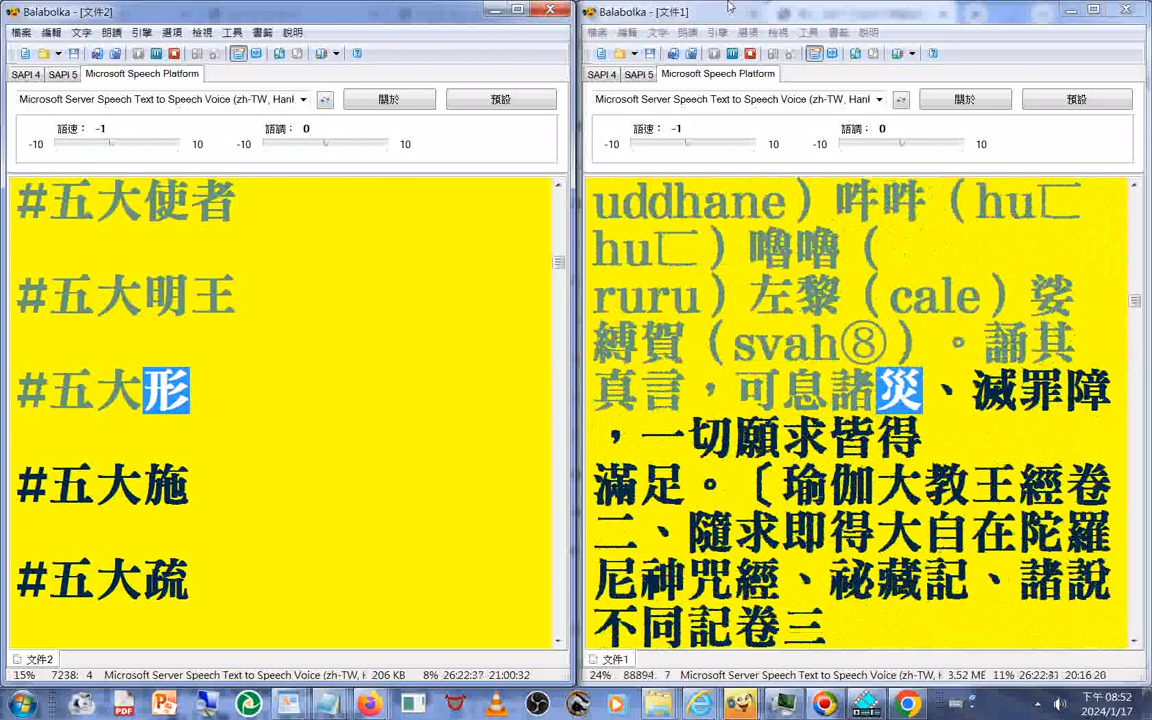 Balabolka - [文件2]
檔案 編輯 文字 朗讀 引擎 選項 檢視 工具 書籤 說明
SAPI 4 SAPI 5 Microsoft Speech Platform
Microsoft Server Speech Text to Speech Voice (zh-TW, Hanl
關於
預設
語速： -1
語調： 0
-10 10 -10 10
#五大使者
#五大明王
#五大形
#五大施
#五大疏
文件2
15% 7238: 4 Microsoft Server Speech Text to Speech Voice (zh-TW, H 206 KB 8% 26:22:37 21:00:32
Balabolka - [文件1]
檔案 編輯 文字 朗讀 引擎 選項 檢視 工具 書籤 說明
SAPI 4 SAPI 5 Microsoft Speech Platform
Microsoft Server Speech Text to Speech Voice (zh-TW, Hanl
關於
預設
語速： -1
語調： 0
-10 10 -10 10
uddhane）吽吽（hu匚
hu匚）嚕嚕（
ruru）左黎（cale）娑
縛賀（svah⑧）。誦其
真言，可息諸災、滅罪障
，一切願求皆得
滿足。〔瑜伽大教王經卷
二、隨求即得大自在陀羅
尼神咒經、祕藏記、諸說
不同記卷三
文件1
24% 88894: 7 Microsoft Server Speech Text to Speech Voice (zh-TW, H 3.52 MB 11% 26:22:31 20:16:20
下午 08:52
2024/1/17